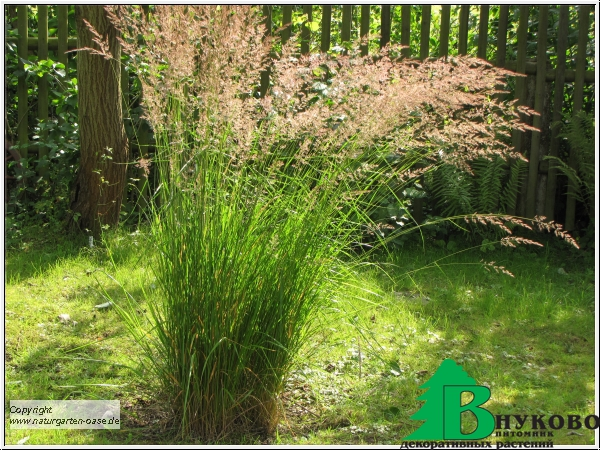 Copyright
www.naturgarten-oase.de
ВНУКОВО
ПИТОМНИК
декоративных растений